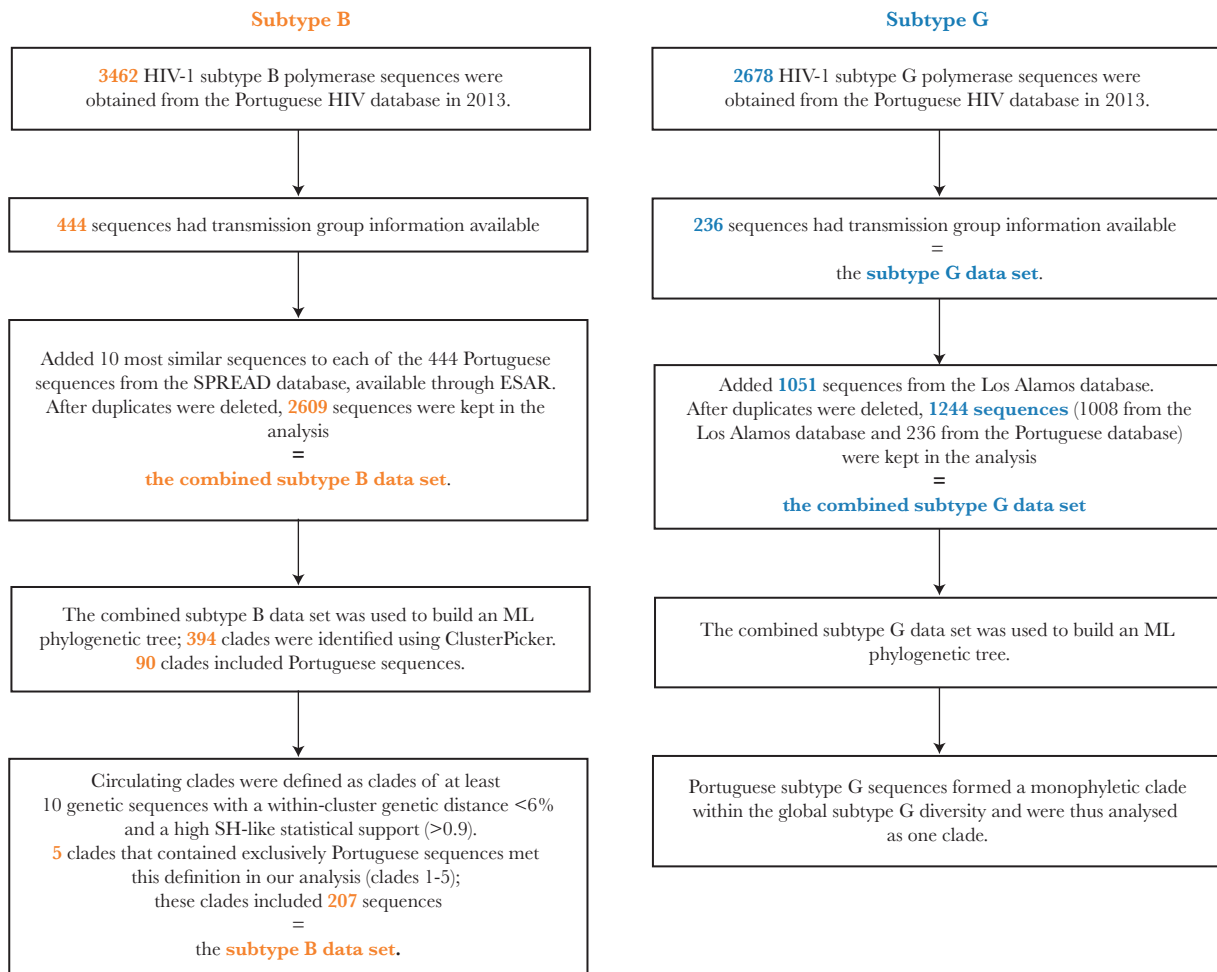 Subtype B
3462 HIV-1 subtype B polymerase sequences were
obtained from the Portuguese HIV database in 2013.
444 sequences had transmission group information available
Added 10 most similar sequences to each of the 444 Portuguese
sequences from the SPREAD database, available through ESAR.
After duplicates were deleted, 2609 sequences were kept in the
analysis
=
the combined subtype B data set.
The combined subtype B data set was used to build an ML
phylogenetic tree; 394 clades were identified using ClusterPicker.
90 clades included Portuguese sequences.
Circulating clades were defined as clades of at least
10 genetic sequences with a within-cluster genetic distance <6%
and a high SH-like statistical support (>0.9).
5 clades that contained exclusively Portuguese sequences met
this definition in our analysis (clades 1-5);
these clades included 207 sequences
=
the subtype B data set.
Subtype G
2678 HIV-1 subtype G polymerase sequences were
obtained from the Portuguese HIV database in 2013.
236 sequences had transmission group information available
=
the subtype G data set.
Added 1051 sequences from the Los Alamos database.
After duplicates were deleted, 1244 sequences (1008 from the
Los Alamos database and 236 from the Portuguese database)
were kept in the analysis
=
the combined subtype G data set
The combined subtype G data set was used to build an ML
phylogenetic tree.
Portuguese subtype G sequences formed a monophyletic clade
within the global subtype G diversity and were thus analysed
as one clade.